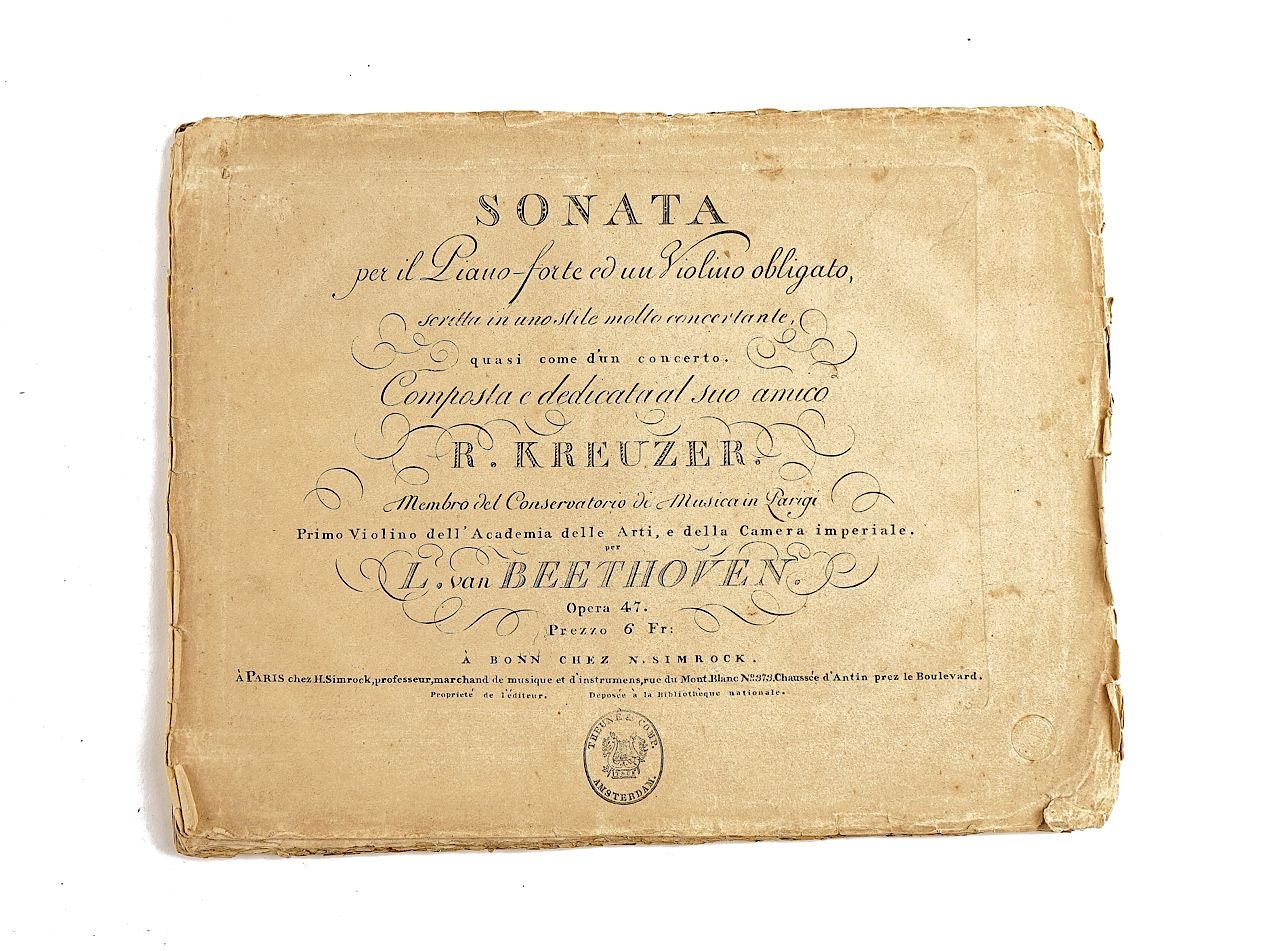 SONATA
per il Piano-forte ed un Violino obligato,
scritta in uno stile molto concertante,
quasi come d'un concerto.
Composta e dedicata al suo amico
R. KREUZER.
Membro del Conservatorio di Musica in Parigi
Primo Violino dell' Academia delle Arti, e della Camera imperiale.
per
L. van BEETHOVEN.
Opera 47.
Prezzo 6 Fr:
À BONN CHEZ N. SIMROCK.
À PARIS chez H. Simrock, professeur, marchand de musique et d'instrumens, rue du Mont. Blanc No. 373. Chaussée d'Antin prez le Boulevard.
Propriété de l'éditeur. Deposée à la Bibliothèque nationale.
THEUNE & COMP.
AMSTERDAM.